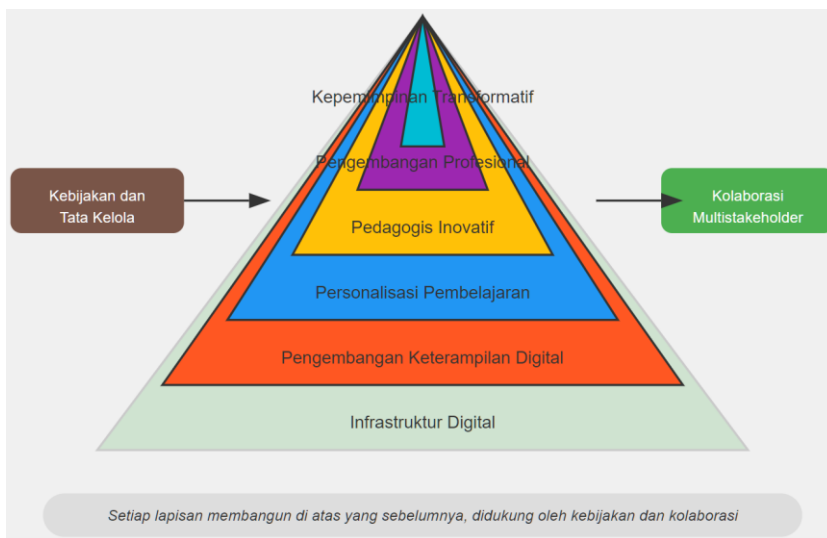 Kepemimpinan Transformatif
Pengembangan Profesional
Kebijakan dan
Tata Kelola
Kolaborasi
Multistakeholder
Pedagogis Inovatif
Personalisasi Pembelajaran
Pengembangan Keterampilan Digital
Infrastruktur Digital
Setiap lapisan membangun di atas yang sebelumnya, didukung oleh kebijakan dan kolaborasi